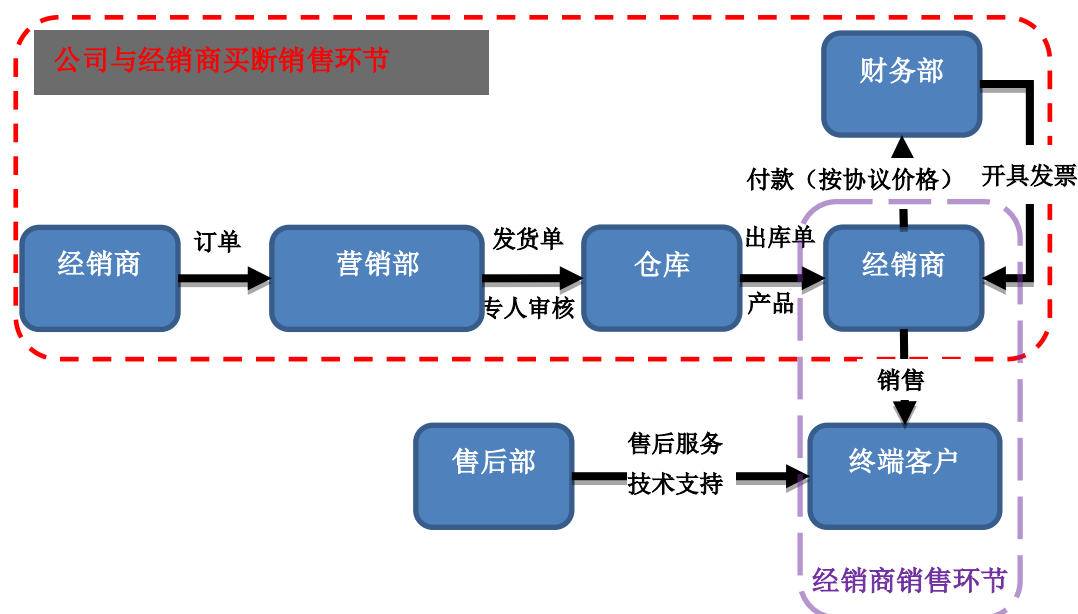 公司与经销商买断销售环节
财务部
付款（按协议价格）
开具发票
经销商
订单
营销部
发货单
专人审核
仓库
出库单
产品
经销商
销售
售后部
售后服务
技术支持
终端客户
经销商销售环节